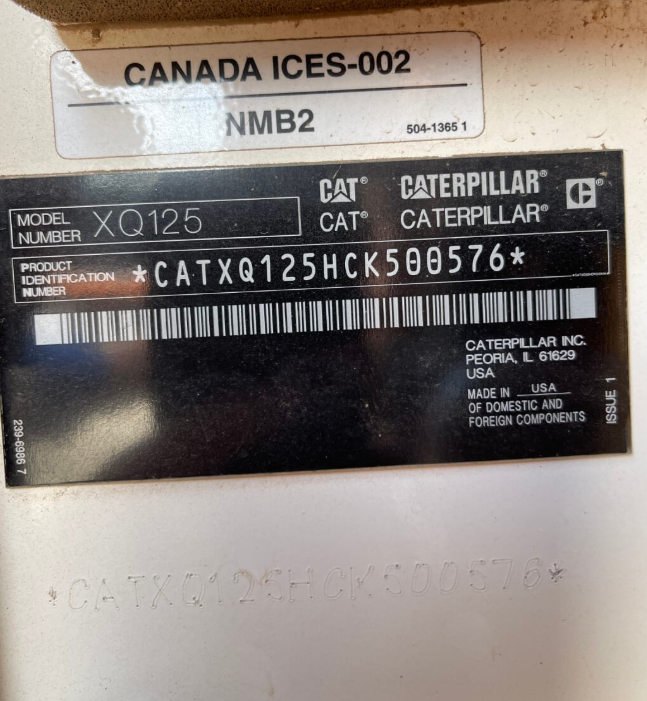 CANADA ICES-002
NMB2
504-1365 1
CAT® CATERPILLAR® C®
CAT® CATERPILLAR®
MODEL NUMBER XQ125
PRODUCT IDENTIFICATION NUMBER *CATXQ125HCK500576*
CATERPILLAR INC.
PEORIA, IL 61629
USA
MADE IN USA
OF DOMESTIC AND
FOREIGN COMPONENTS
ISSUE 1
239-6986 7
*CATXQ125HCK500576*